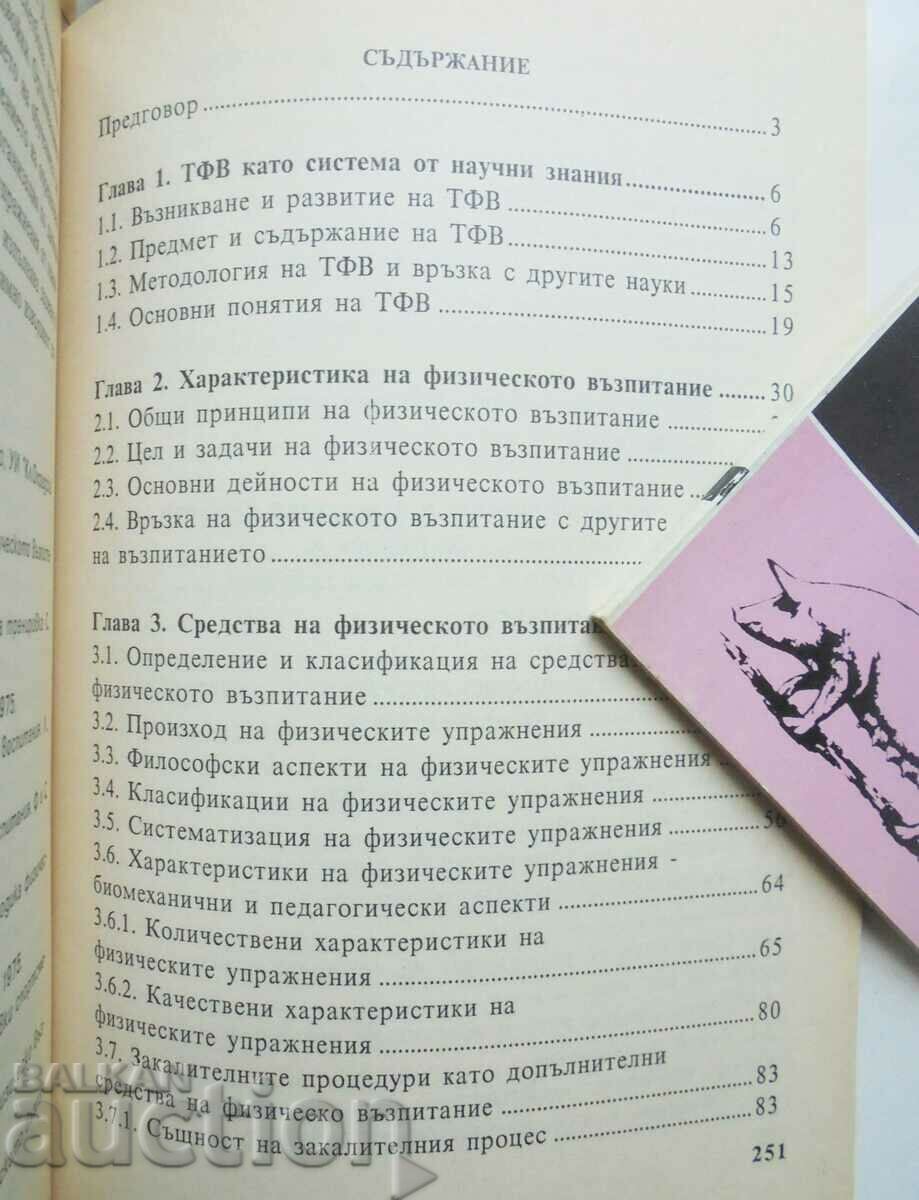 СЪДЪРЖАНИЕ
Предговор 3
Глава 1. ТФВ като система от научни знания 6
1.1. Възникване и развитие на ТФВ 6
1.2. Предмет и съдържание на ТФВ 13
1.3. Методология на ТФВ и връзка с другите науки 15
1.4. Основни понятия на ТФВ 19
Глава 2. Характеристика на физическото възпитание 30
2.1. Общи принципи на физическото възпитание
2.2. Цел и задачи на физическото възпитание
2.3. Основни дейности на физическото възпитание
2.4. Връзка на физическото възпитание с другите
на възпитанието
Глава 3. Средства на физическото
3.1. Определение и класификация на
физическото възпитание
3.2. Произход на физическите упражнения
3.3. Философски аспекти на физическите упражнения
3.4. Класификации на физическите упражнения
3.5. Систематизация на физическите упражнения 56
3.6. Характеристики на физическите упражнения -
биомеханични и педагогически аспекти 64
3.6.1. Количествени характеристики на
физическите упражнения 65
3.6.2. Качествени характеристики на
физическите упражнения 80
3.7. Закалителните процедури като допълнителни
средства на физическо възпитание 83
3.7.1. Същност на закалителния процес 83
251
BALKAN
auction